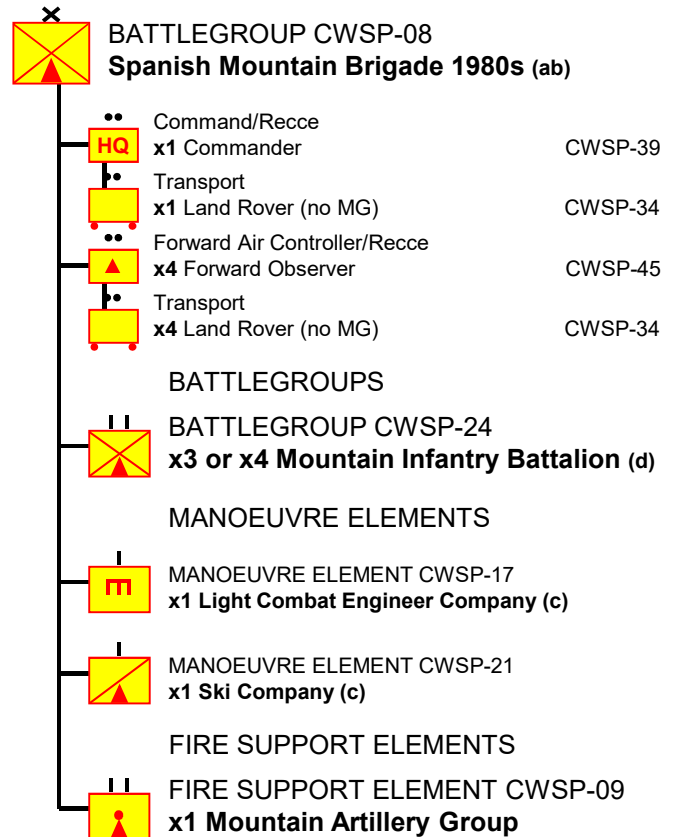 BATTLEGROUP CWSP-08
Spanish Mountain Brigade 1980s (ab)
Command/Recce
HQ x1 Commander CWSP-39
Transport
x1 Land Rover (no MG) CWSP-34
Forward Air Controller/Recce
x4 Forward Observer CWSP-45
Transport
x4 Land Rover (no MG) CWSP-34
BATTLEGROUPS
BATTLEGROUP CWSP-24
x3 or x4 Mountain Infantry Battalion (d)
MANOEUVRE ELEMENTS
MANOEUVRE ELEMENT CWSP-17
x1 Light Combat Engineer Company (c)
MANOEUVRE ELEMENT CWSP-21
x1 Ski Company (c)
FIRE SUPPORT ELEMENTS
FIRE SUPPORT ELEMENT CWSP-09
x1 Mountain Artillery Group